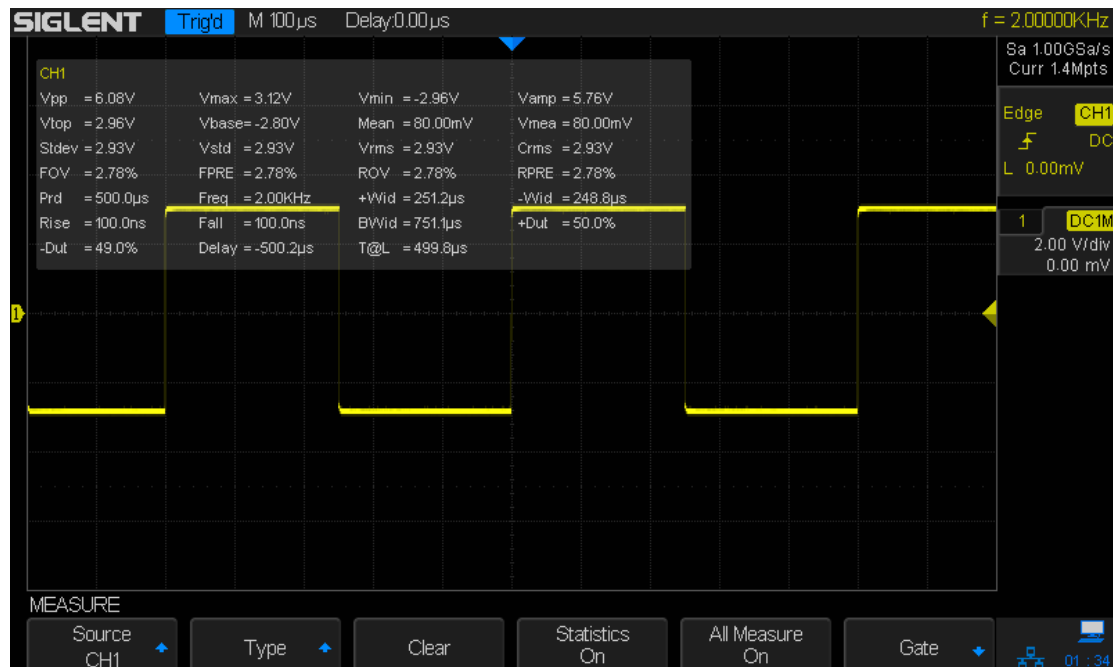 SIGLENT Trig'd M 100µs Delay:0.00µs f = 2.00000KHz
Sa 1.00GSa/s
Curr 1.4Mpts
CH1
Vpp =6.08V Vmax =3.12V Vmin =-2.96V Vamp =5.76V
Vtop =2.96V Vbase=-2.80V Mean =80.00mV Vmea =80.00mV
Stdev =2.93V Vstd =2.93V Vrms =2.93V Crms =2.93V
FOV =2.78% FPRE =2.78% ROV =2.78% RPRE =2.78%
Prd =500.0µs Freq =2.00KHz +Wid =251.2µs -Wid =248.8µs
Rise =100.0ns Fall =100.0ns BWid =751.1µs +Dut =50.0%
-Dut =49.0% Delay =-500.2µs T@L =499.8µs
Edge CH1
DC
L 0.00mV
1 DC1M
2.00 V/div
0.00 mV
1
MEASURE
Source
CH1
Type
Clear
Statistics
On
All Measure
On
Gate
01 : 34